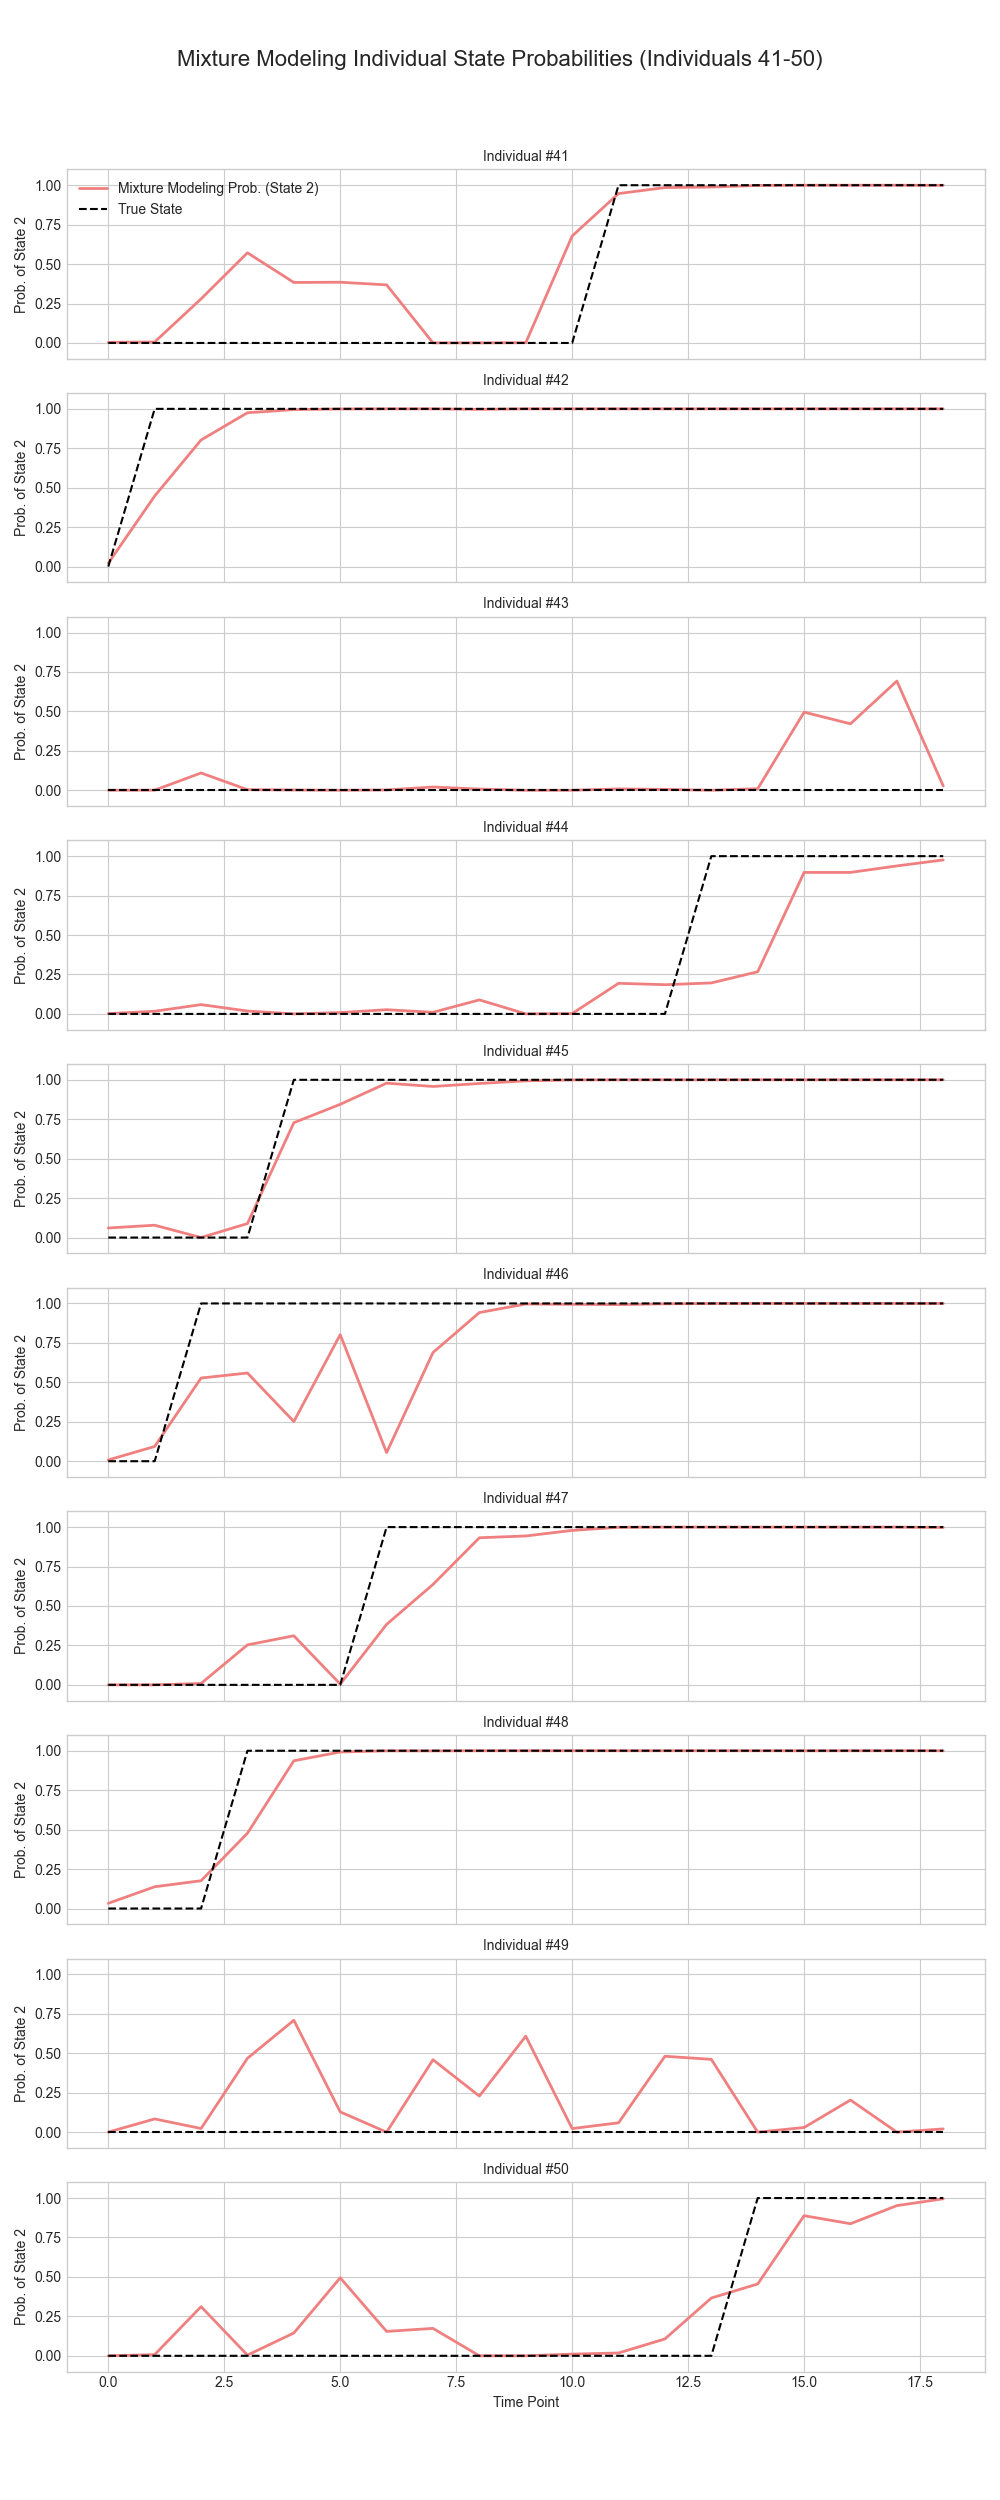 Mixture Modeling Individual State Probabilities (Individuals 41-50)
Individual #41
Mixture Modeling Prob. (State 2)
True State
Prob. of State 2
1.00
0.75
0.50
0.25
0.00
Individual #42
Prob. of State 2
1.00
0.75
0.50
0.25
0.00
Individual #43
Prob. of State 2
1.00
0.75
0.50
0.25
0.00
Individual #44
Prob. of State 2
1.00
0.75
0.50
0.25
0.00
Individual #45
Prob. of State 2
1.00
0.75
0.50
0.25
0.00
Individual #46
Prob. of State 2
1.00
0.75
0.50
0.25
0.00
Individual #47
Prob. of State 2
1.00
0.75
0.50
0.25
0.00
Individual #48
Prob. of State 2
1.00
0.75
0.50
0.25
0.00
Individual #49
Prob. of State 2
1.00
0.75
0.50
0.25
0.00
Individual #50
Prob. of State 2
1.00
0.75
0.50
0.25
0.00
0.0 2.5 5.0 7.5 10.0 12.5 15.0 17.5
Time Point